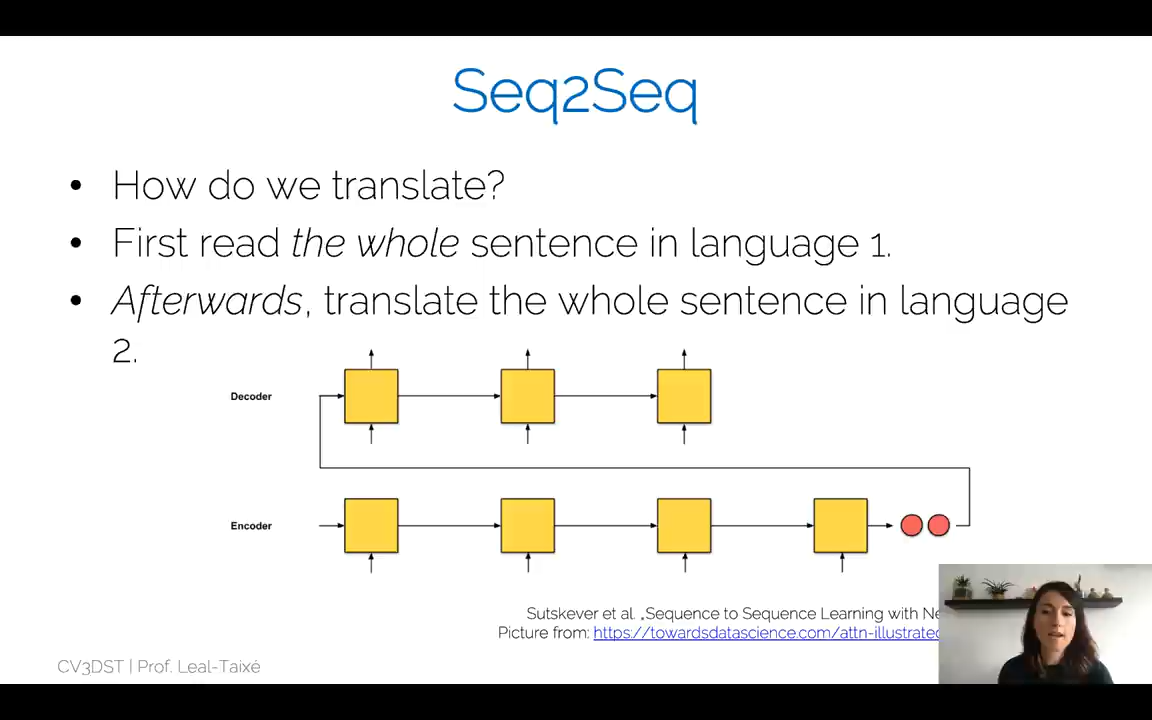 Seq2Seq
• How do we translate?
• First read the whole sentence in language 1.
• Afterwards, translate the whole sentence in language
2.
Decoder
Encoder
Sutskever et al. „Sequence to Sequence Learning with
Picture from: https://towardsdatascience.com/attn-illustrated
CV3DST | Prof. Leal-Taixé